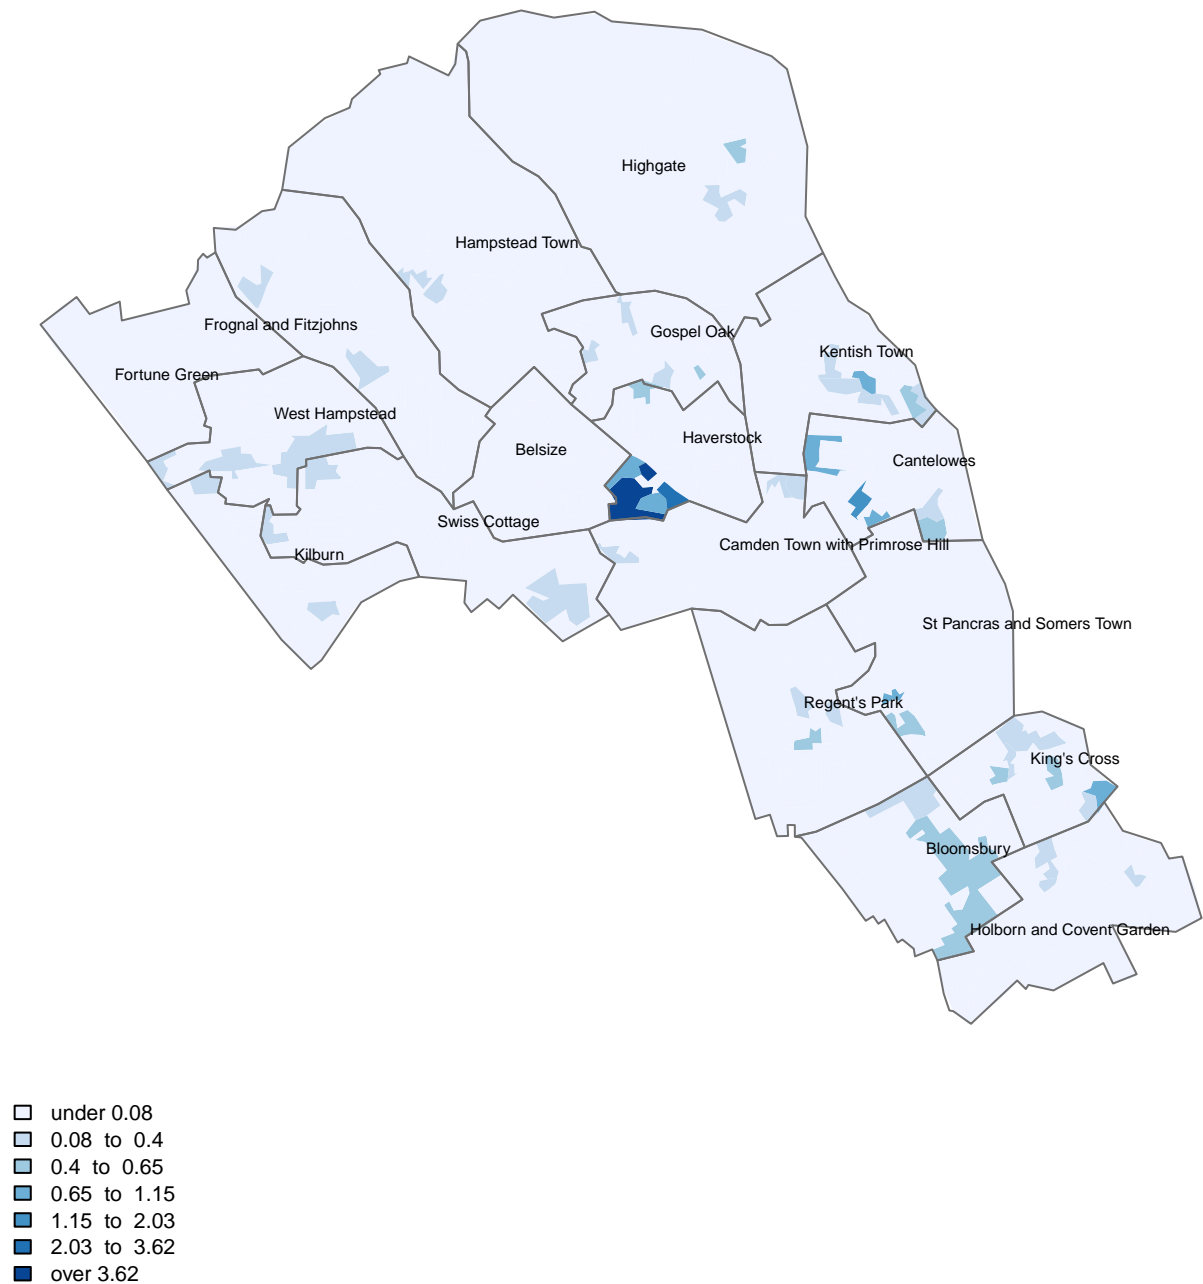 Highgate
Hampstead Town
Frognal and Fitzjohns
Gospel Oak
Kentish Town
Fortune Green
West Hampstead
Haverstock
Belsize
Cantelowes
Swiss Cottage
Camden Town with Primrose Hill
Kilburn
St Pancras and Somers Town
Regent's Park
King's Cross
Bloomsbury
Holborn and Covent Garden
under 0.08
0.08 to 0.4
0.4 to 0.65
0.65 to 1.15
1.15 to 2.03
2.03 to 3.62
over 3.62